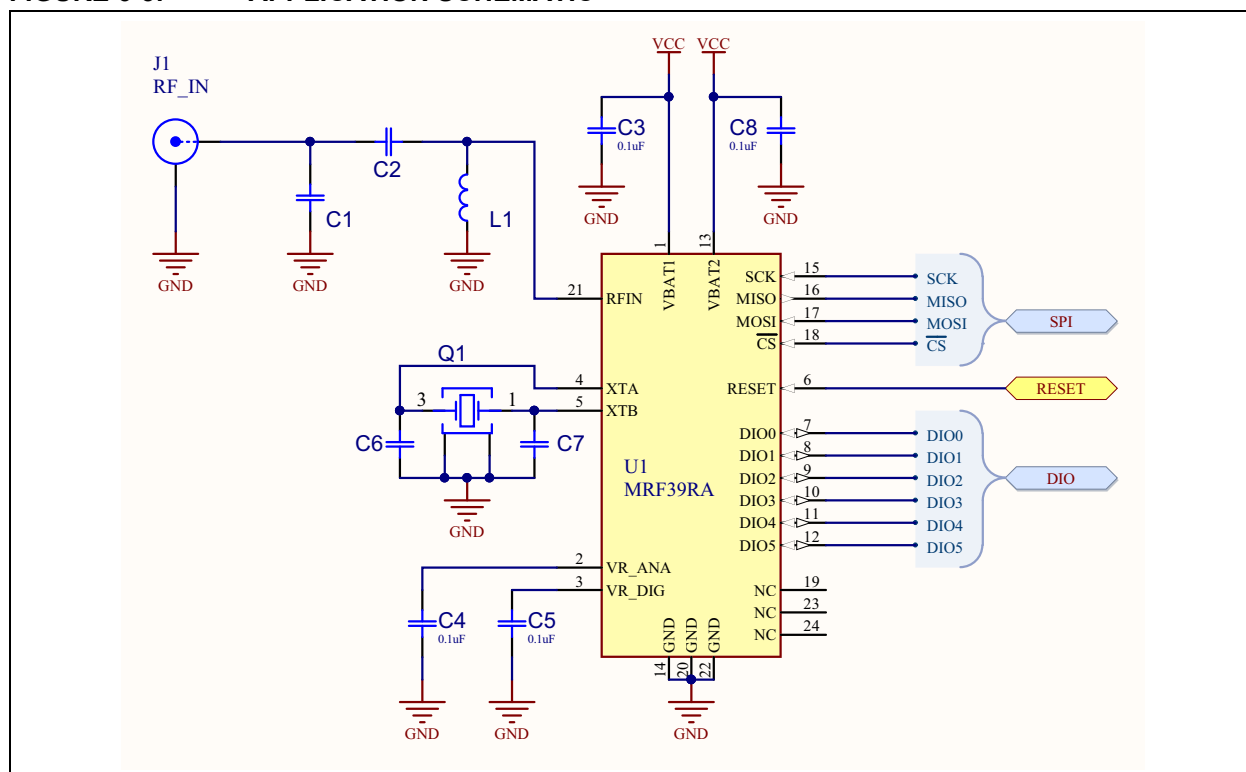 J1
RF_IN
VCC
VCC
C3
0.1uF
C8
0.1uF
C2
C1
L1
GND
GND
GND
GND
GND
1
VBAT1
13
VBAT2
21
RFIN
SCK
15
SCK
MISO
16
MISO
MOSI
17
MOSI
CS
18
CS
SPI
Q1
4
XTA
3
1
5
XTB
C6
C7
GND
RESET
6
RESET
U1
MRF39RA
DIO0
7
DIO0
DIO1
8
DIO1
DIO2
9
DIO2
DIO3
10
DIO3
DIO4
11
DIO4
DIO5
12
DIO5
DIO
2
VR_ANA
3
VR_DIG
C4
0.1uF
C5
0.1uF
NC
19
NC
23
NC
24
GND
GND
GND
14
20
22
GND
GND
GND